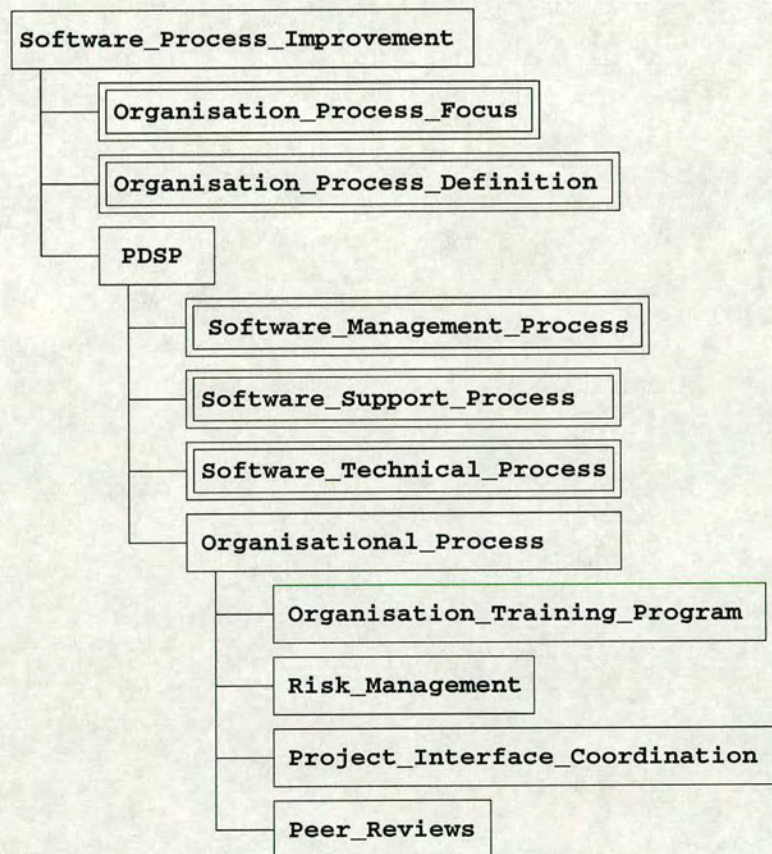 Software_Process_Improvement
Organisation_Process_Focus
Organisation_Process_Definition
PDSP
Software_Management_Process
Software_Support_Process
Software_Technical_Process
Organisational_Process
Organisation_Training_Program
Risk_Management
Project_Interface_Coordination
Peer_Reviews